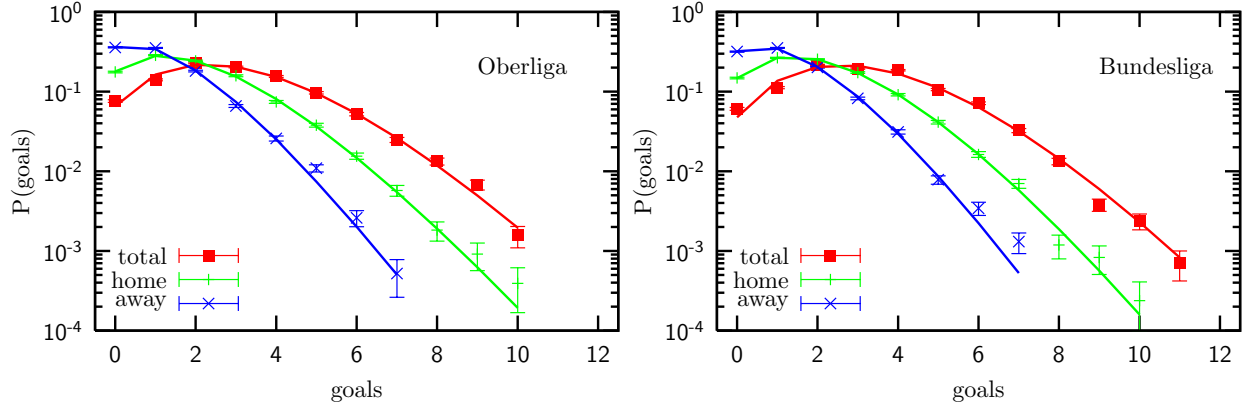 10^0
10^-1
10^-2
10^-3
10^-4
P(goals)
Oberliga
total
home
away
0 2 4 6 8 10 12
goals
10^0
10^-1
10^-2
10^-3
10^-4
P(goals)
Bundesliga
total
home
away
0 2 4 6 8 10 12
goals